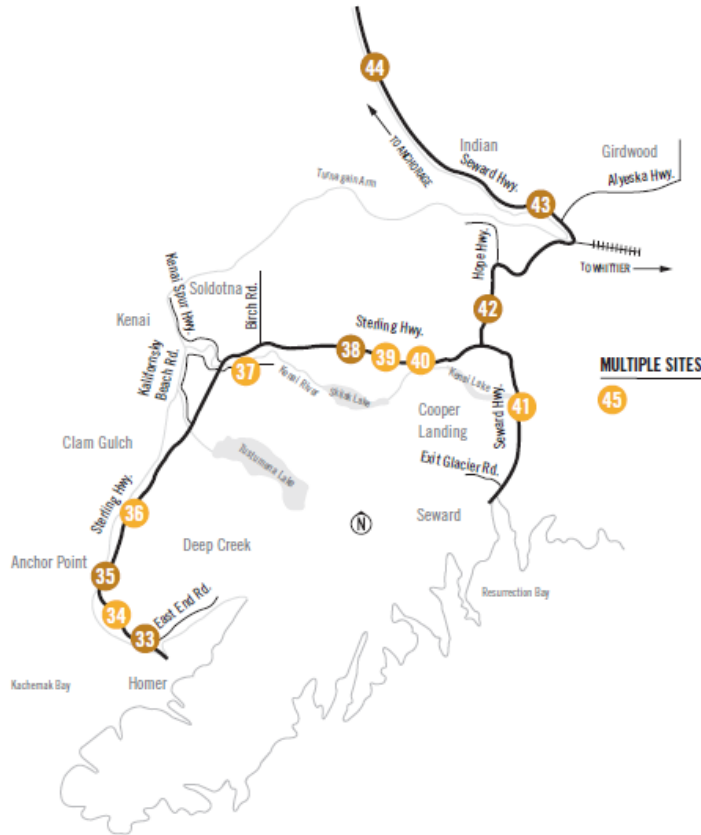 44
TO ANCHORAGE
Indian
Seward Hwy.
Girdwood
Alyeska Hwy.
Turnagain Arm
43
TO WHITTIER
Hope Hwy.
42
Kenai Spur Hwy.
Soldotna
Birch Rd.
Kenai
Sterling Hwy.
38
39
40
37
Kalifornsky
Beach Rd.
Kenai River
Skilak Lake
Kenai Lake
MULTIPLE SITES
45
41
Cooper
Landing
Seward Hwy.
Clam Gulch
Tustumena Lake
Exit Glacier Rd.
Sterling Hwy.
36
N
Seward
Deep Creek
Anchor Point
35
East End Rd.
Resurrection Bay
34
33
Kachemak Bay
Homer